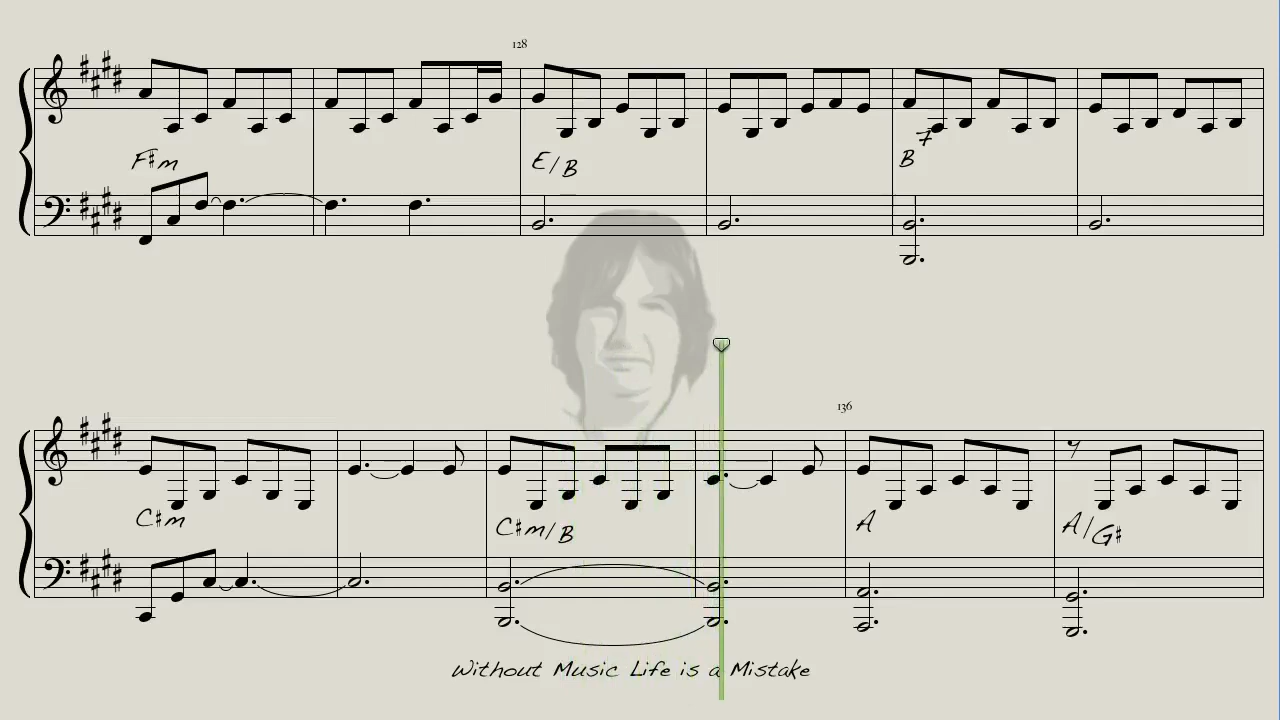 128
F♯m E/B B7
136
C♯m C♯m/B A A/G♯
Without Music Life is a Mistake